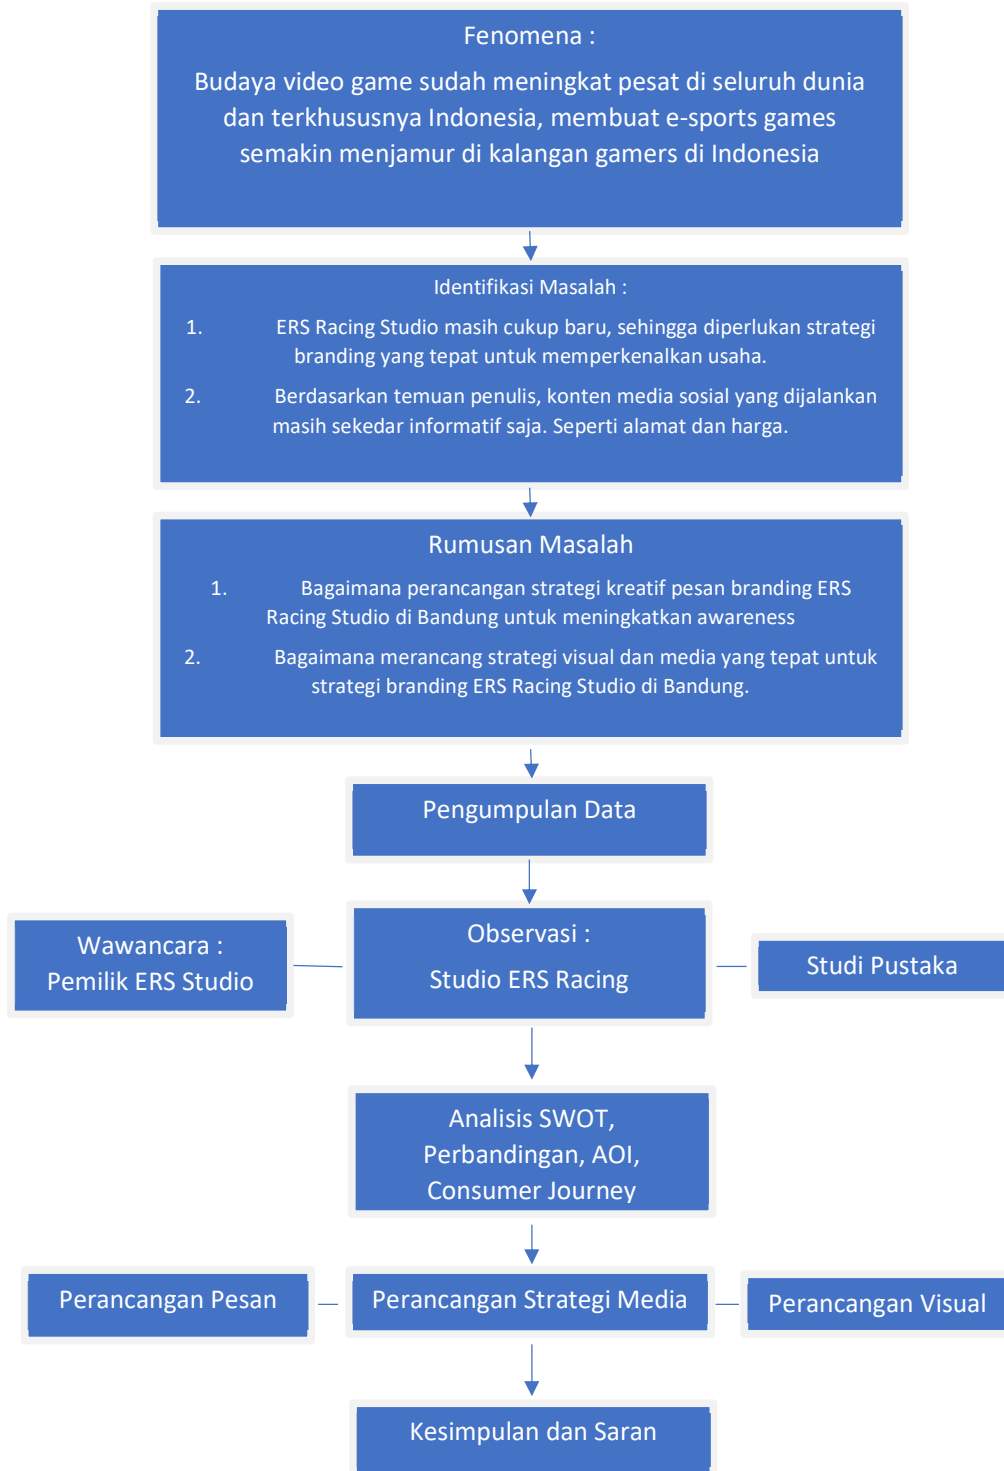 Fenomena :
Budaya video game sudah meningkat pesat di seluruh dunia
dan terkhususnya Indonesia, membuat e-sports games
semakin menjamur di kalangan gamers di Indonesia
Identifikasi Masalah :
1. ERS Racing Studio masih cukup baru, sehingga diperlukan strategi
branding yang tepat untuk memperkenalkan usaha.
2. Berdasarkan temuan penulis, konten media sosial yang dijalankan
masih sekedar informatif saja. Seperti alamat dan harga.
Rumusan Masalah
1. Bagaimana perancangan strategi kreatif pesan branding ERS
Racing Studio di Bandung untuk meningkatkan awareness
2. Bagaimana merancang strategi visual dan media yang tepat untuk
strategi branding ERS Racing Studio di Bandung.
Pengumpulan Data
Wawancara :
Pemilik ERS Studio
Observasi :
Studio ERS Racing
Studi Pustaka
Analisis SWOT,
Perbandingan, AOI,
Consumer Journey
Perancangan Pesan
Perancangan Strategi Media
Perancangan Visual
Kesimpulan dan Saran